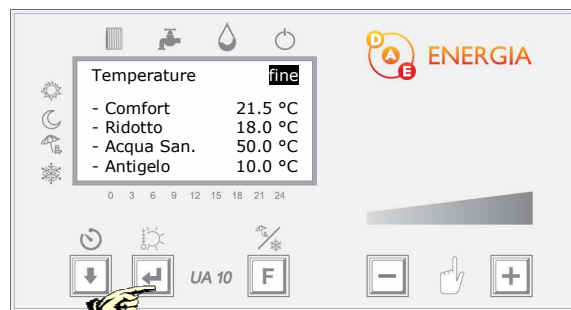 D A E ENERGIA
Temperature fine
- Comfort 21.5 °C
- Ridotto 18.0 °C
- Acqua San. 50.0 °C
- Antigelo 10.0 °C
0 3 6 9 12 15 18 21 24
UA 10 F - +